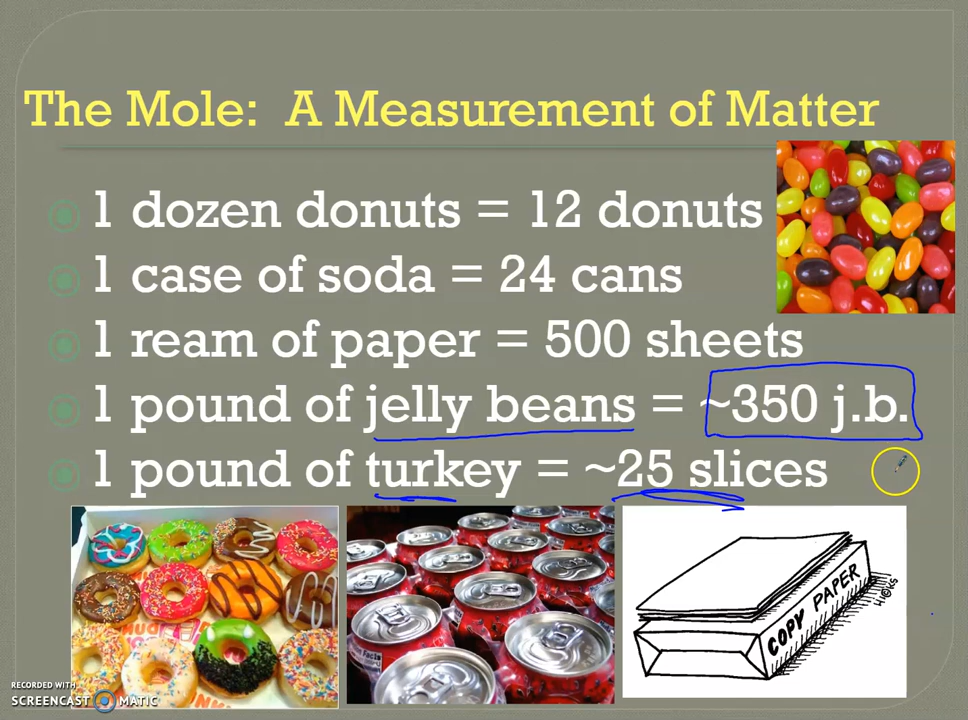 The Mole: A Measurement of Matter
1 dozen donuts = 12 donuts
1 case of soda = 24 cans
1 ream of paper = 500 sheets
1 pound of jelly beans = ~350 j.b.
1 pound of turkey = ~25 slices
COPY PAPER
RECORDED WITH
SCREENCAST MATIC